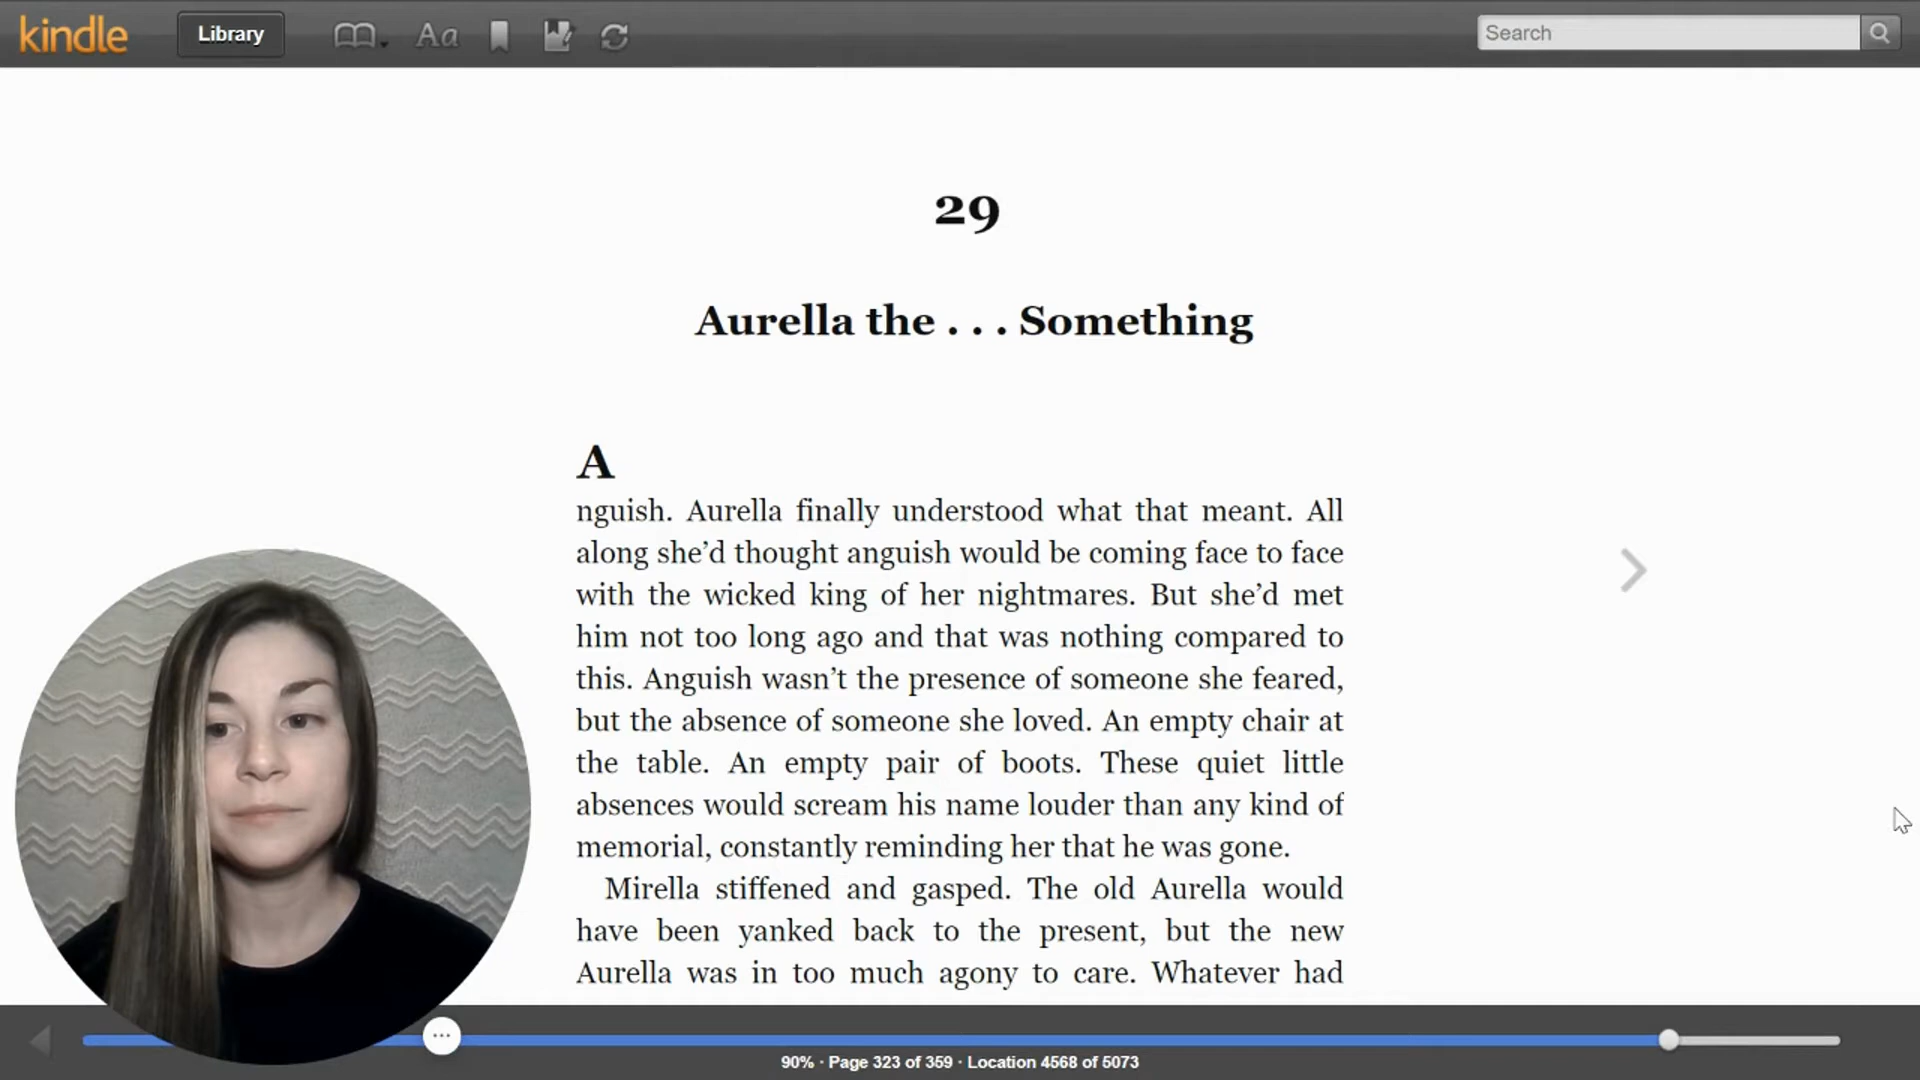 kindle
Library
Aa
Search
29
Aurella the . . . Something
A
nguish. Aurella finally understood what that meant. All
along she’d thought anguish would be coming face to face
with the wicked king of her nightmares. But she’d met
him not too long ago and that was nothing compared to
this. Anguish wasn’t the presence of someone she feared,
but the absence of someone she loved. An empty chair at
the table. An empty pair of boots. These quiet little
absences would scream his name louder than any kind of
memorial, constantly reminding her that he was gone.
Mirella stiffened and gasped. The old Aurella would
have been yanked back to the present, but the new
Aurella was in too much agony to care. Whatever had
90% · Page 323 of 359 · Location 4568 of 5073